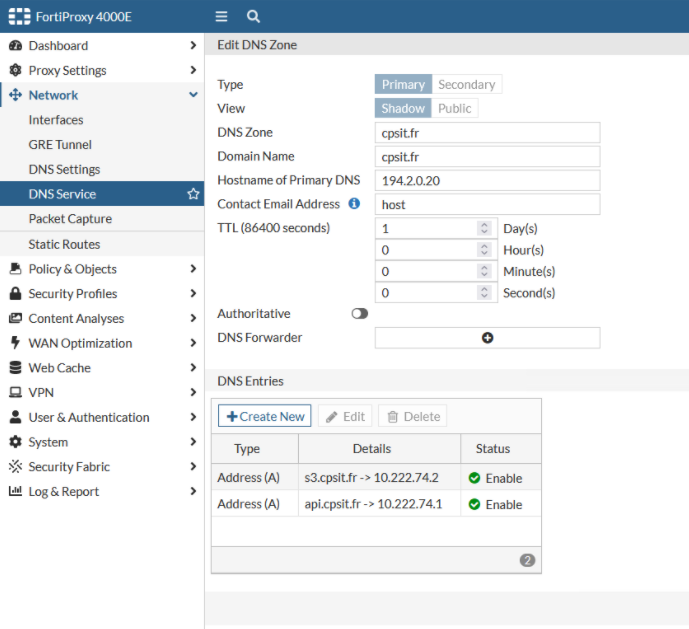 FortiProxy 4000E
Dashboard
Proxy Settings
Network
Interfaces
GRE Tunnel
DNS Settings
DNS Service
Packet Capture
Static Routes
Policy & Objects
Security Profiles
Content Analyses
WAN Optimization
Web Cache
VPN
User & Authentication
System
Security Fabric
Log & Report
Edit DNS Zone
Type Primary Secondary
View Shadow Public
DNS Zone cpsit.fr
Domain Name cpsit.fr
Hostname of Primary DNS 194.2.0.20
Contact Email Address host
TTL (86400 seconds) 1 Day(s)
0 Hour(s)
0 Minute(s)
0 Second(s)
Authoritative
DNS Forwarder
DNS Entries
Create New Edit Delete
Type Details Status
Address (A) s3.cpsit.fr -> 10.222.74.2 Enable
Address (A) api.cpsit.fr -> 10.222.74.1 Enable
2